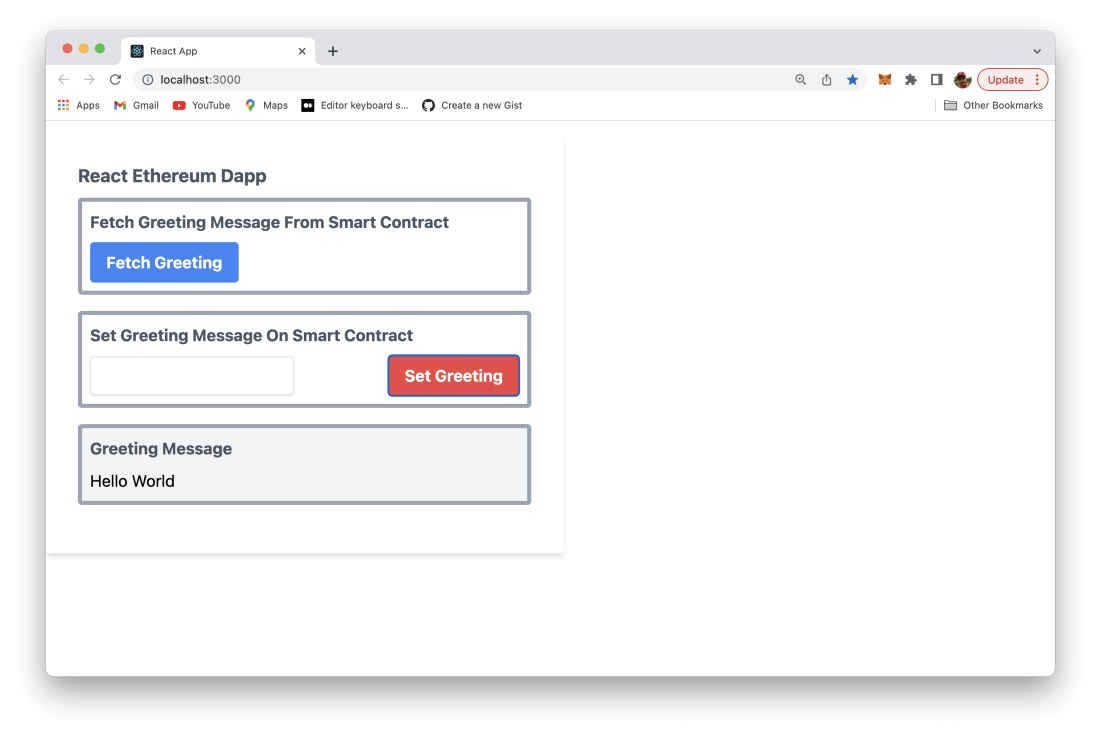 React App
localhost:3000
Update
Apps Gmail YouTube Maps Editor keyboard s... Create a new Gist Other Bookmarks
React Ethereum Dapp
Fetch Greeting Message From Smart Contract
Fetch Greeting
Set Greeting Message On Smart Contract
Set Greeting
Greeting Message
Hello World